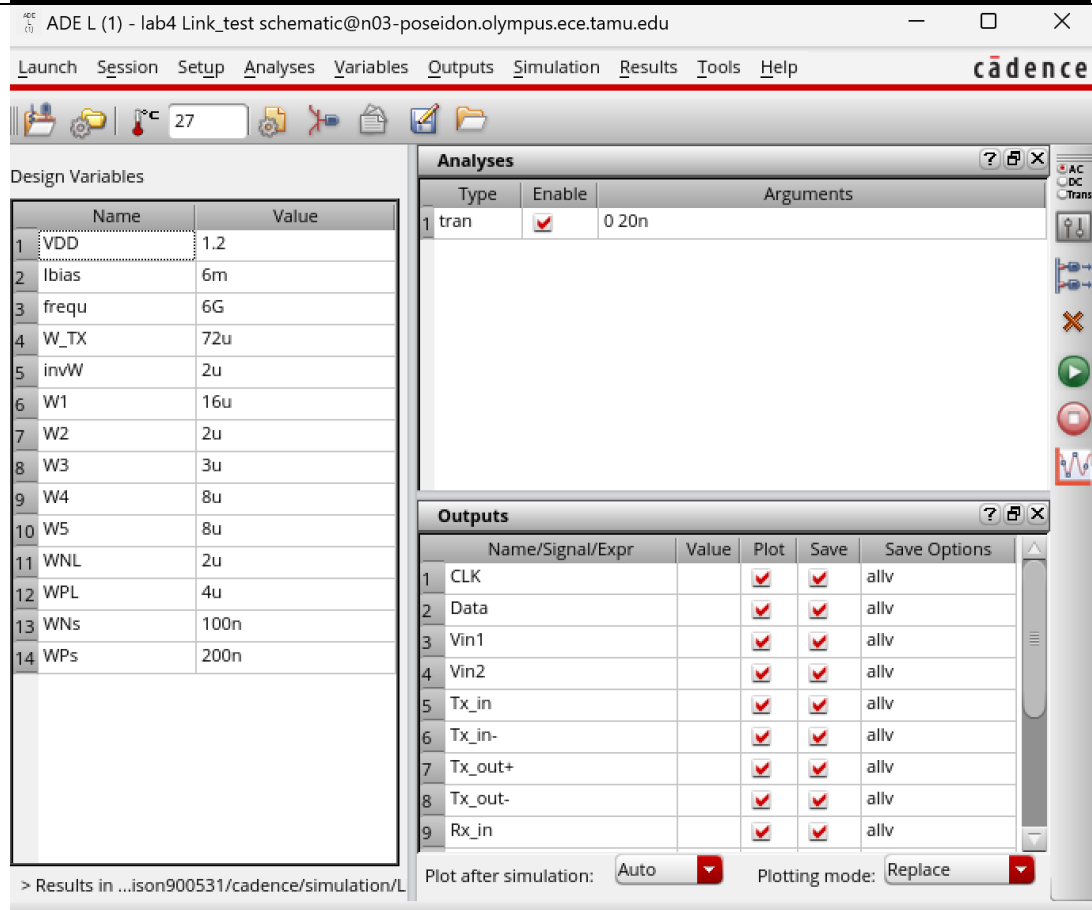 ADE L (1) - lab4 Link_test schematic@n03-poseidon.olympus.ece.tamu.edu
Launch Session Setup Analyses Variables Outputs Simulation Results Tools Help cādence
°C 27
Design Variables
Name Value
1 VDD 1.2
2 Ibias 6m
3 frequ 6G
4 W_TX 72u
5 invW 2u
6 W1 16u
7 W2 2u
8 W3 3u
9 W4 8u
10 W5 8u
11 WNL 2u
12 WPL 4u
13 WNs 100n
14 WPs 200n
> Results in ...ison900531/cadence/simulation/L
Analyses
Type Enable Arguments
1 tran 0 20n
Outputs
Name/Signal/Expr Value Plot Save Save Options
1 CLK allv
2 Data allv
3 Vin1 allv
4 Vin2 allv
5 Tx_in allv
6 Tx_in- allv
7 Tx_out+ allv
8 Tx_out- allv
9 Rx_in allv
Plot after simulation: Auto Plotting mode: Replace
AC
DC
Trans